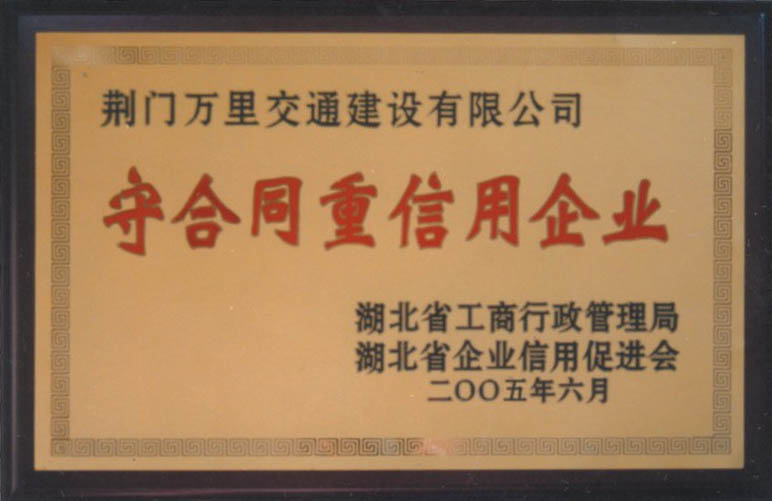 荆门万里交通建设有限公司
守合同重信用企业
湖北省工商行政管理局
湖北省企业信用促进会
二〇〇五年六月